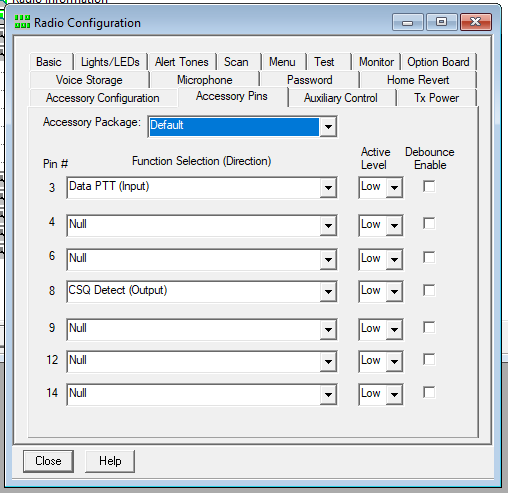 Radio Information
Radio Configuration
Basic Lights/LEDs Alert Tones Scan Menu Test Monitor Option Board
Voice Storage Microphone Password Home Revert
Accessory Configuration Accessory Pins Auxiliary Control Tx Power
Accessory Package: Default
Pin # Function Selection (Direction) Active Level Debounce Enable
3 Data PTT (Input) Low
4 Null Low
6 Null Low
8 CSQ Detect (Output) Low
9 Null Low
12 Null Low
14 Null Low
Close Help